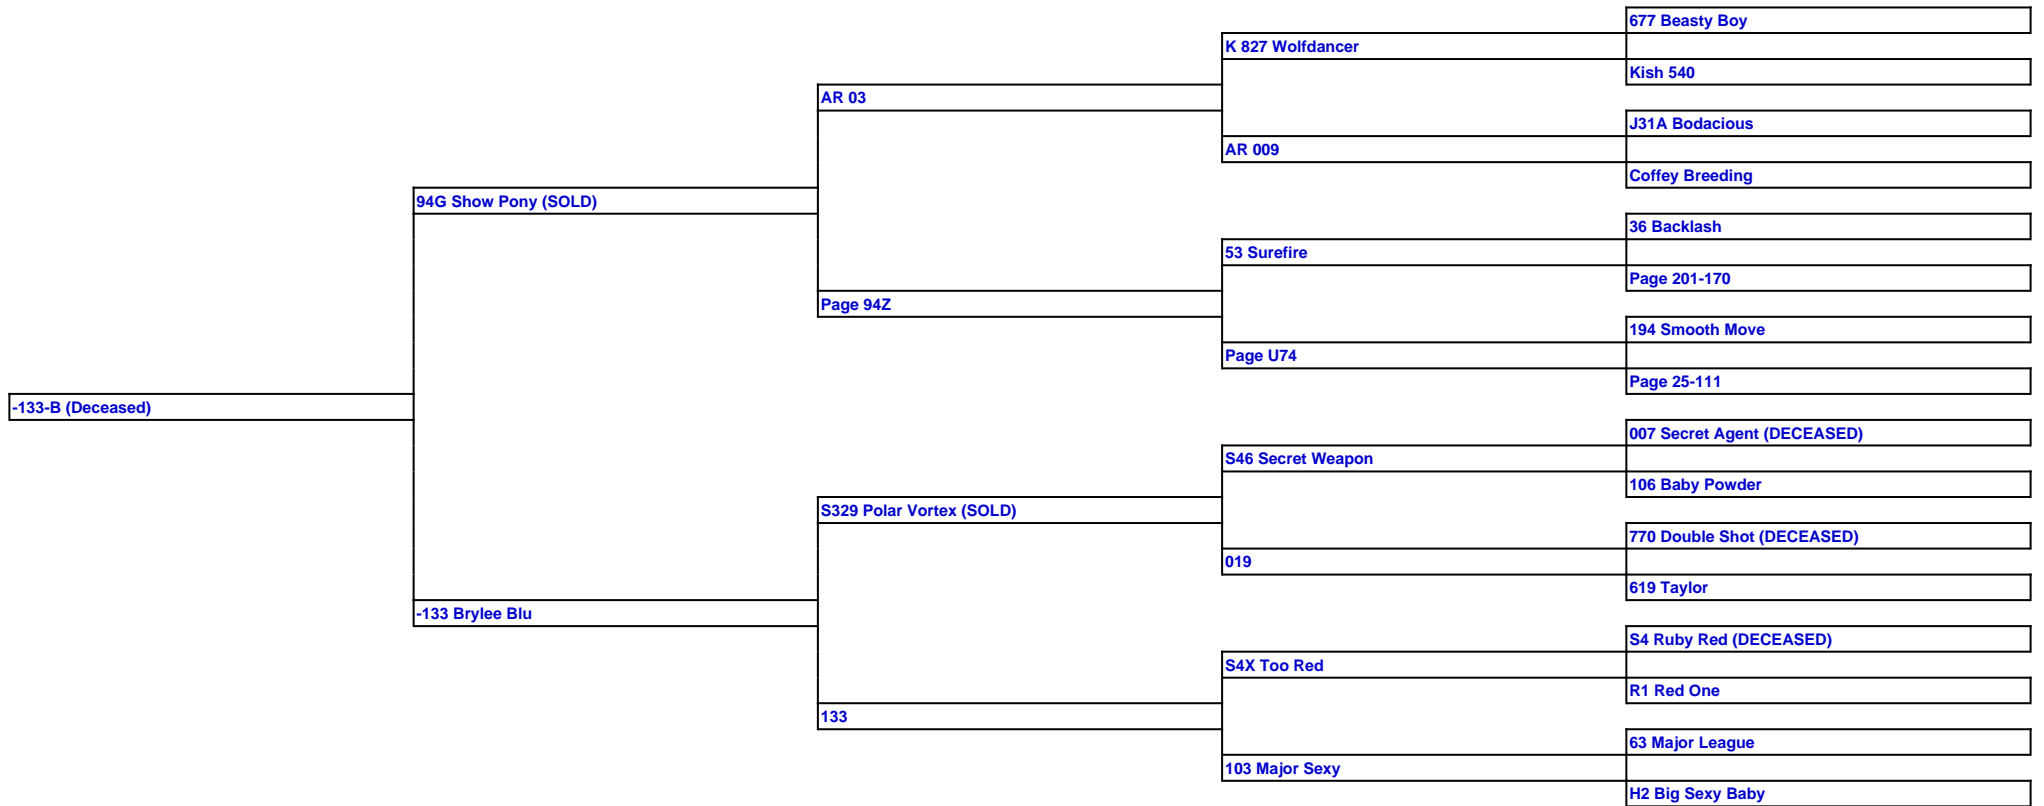 677 Beasty Boy
K 827 Wolfdancer
Kish 540
AR 03
J31A Bodacious
AR 009
Coffey Breeding
94G Show Pony (SOLD)
36 Backlash
53 Surefire
Page 201-170
Page 94Z
194 Smooth Move
Page U74
Page 25-111
-133-B (Deceased)
007 Secret Agent (DECEASED)
S46 Secret Weapon
106 Baby Powder
S329 Polar Vortex (SOLD)
770 Double Shot (DECEASED)
019
619 Taylor
-133 Brylee Blu
S4 Ruby Red (DECEASED)
S4X Too Red
R1 Red One
133
63 Major League
103 Major Sexy
H2 Big Sexy Baby